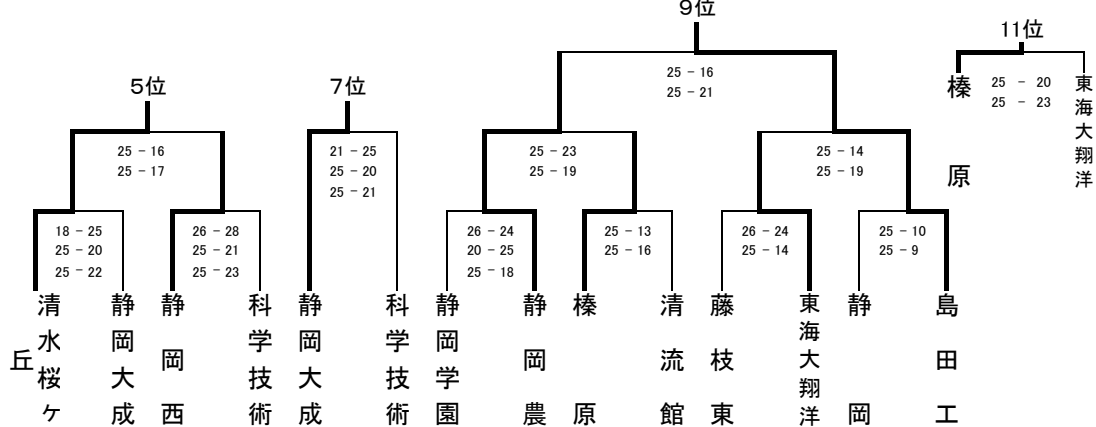 9位
11位
5位
7位
25 - 16
25 - 21
榛原
25 - 20
25 - 23
東海大翔洋
25 - 16
25 - 17
21 - 25
25 - 20
25 - 21
25 - 23
25 - 19
25 - 14
25 - 19
18 - 25
25 - 20
25 - 22
26 - 28
25 - 21
25 - 23
26 - 24
20 - 25
25 - 18
25 - 13
25 - 16
26 - 24
25 - 14
25 - 10
25 - 9
清水桜ヶ丘
静岡大成
静岡西
科学技術
静岡大成
科学技術
静岡学園
静岡農
榛原
清流館
藤枝東
東海大翔洋
静岡
島田工